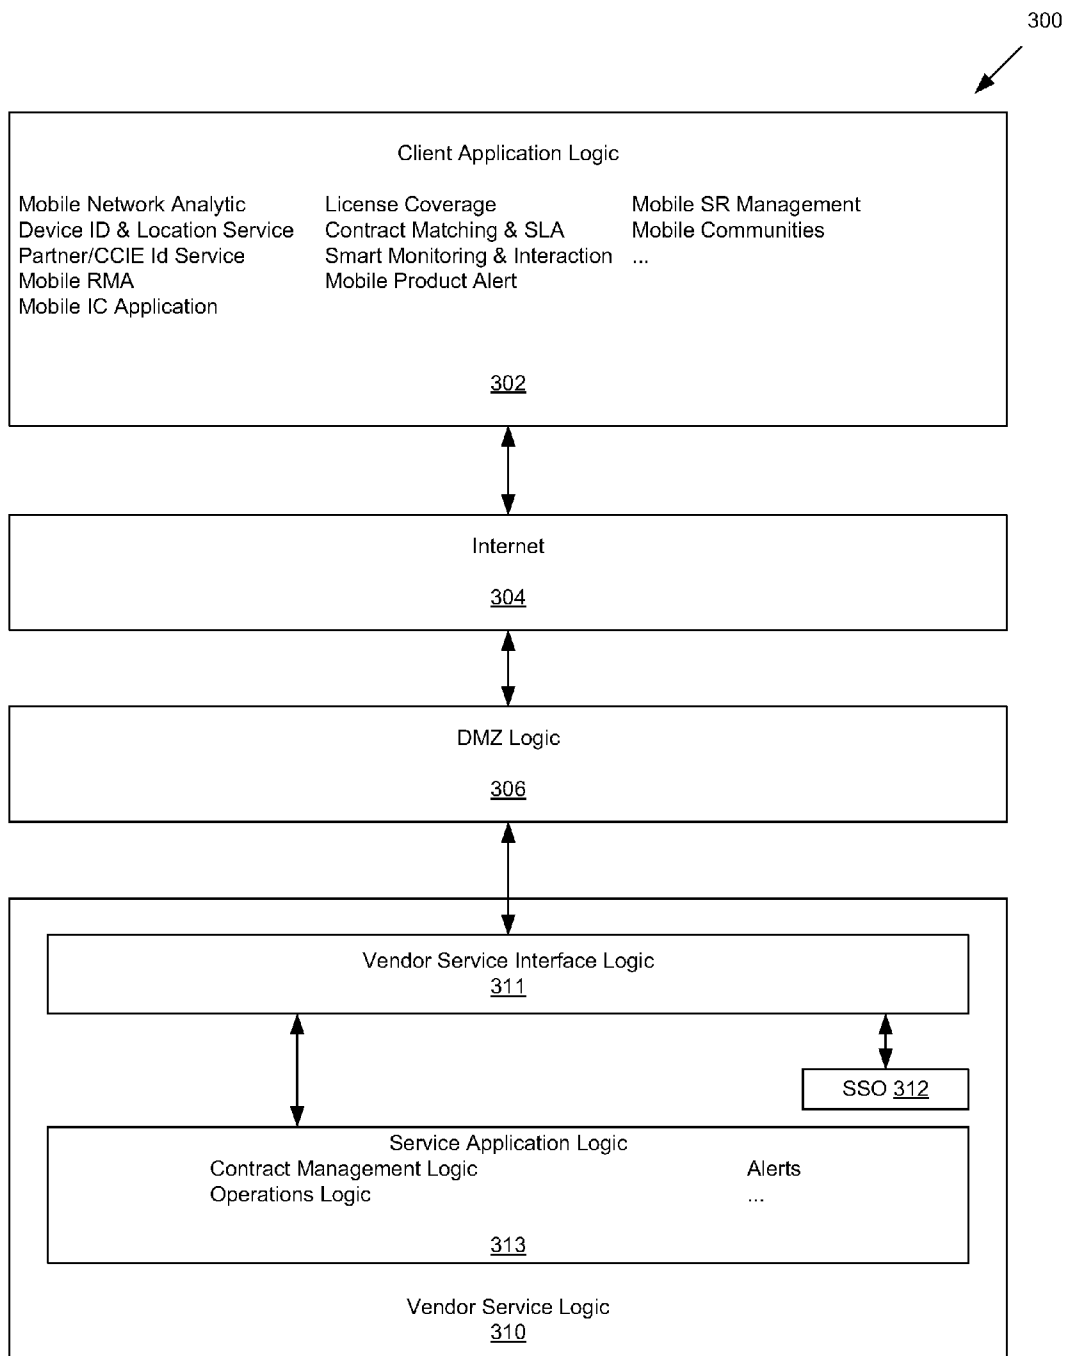 300
Client Application Logic
Mobile Network Analytic
Device ID & Location Service
Partner/CCIE Id Service
Mobile RMA
Mobile IC Application
License Coverage
Contract Matching & SLA
Smart Monitoring & Interaction
Mobile Product Alert
Mobile SR Management
Mobile Communities
...
302
Internet
304
DMZ Logic
306
Vendor Service Interface Logic
311
SSO 312
Service Application Logic
Contract Management Logic
Operations Logic
Alerts
...
313
Vendor Service Logic
310